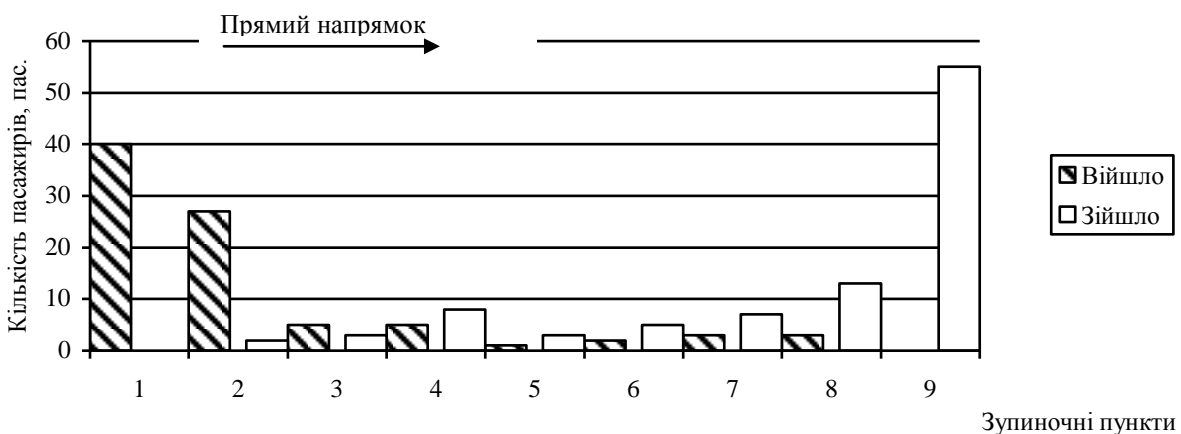 Прямий напрямок
Кількість пасажирів, пас.
60
50
40
30
20
10
0
1 2 3 4 5 6 7 8 9
Зупиночні пункти
Війшло
Зійшло